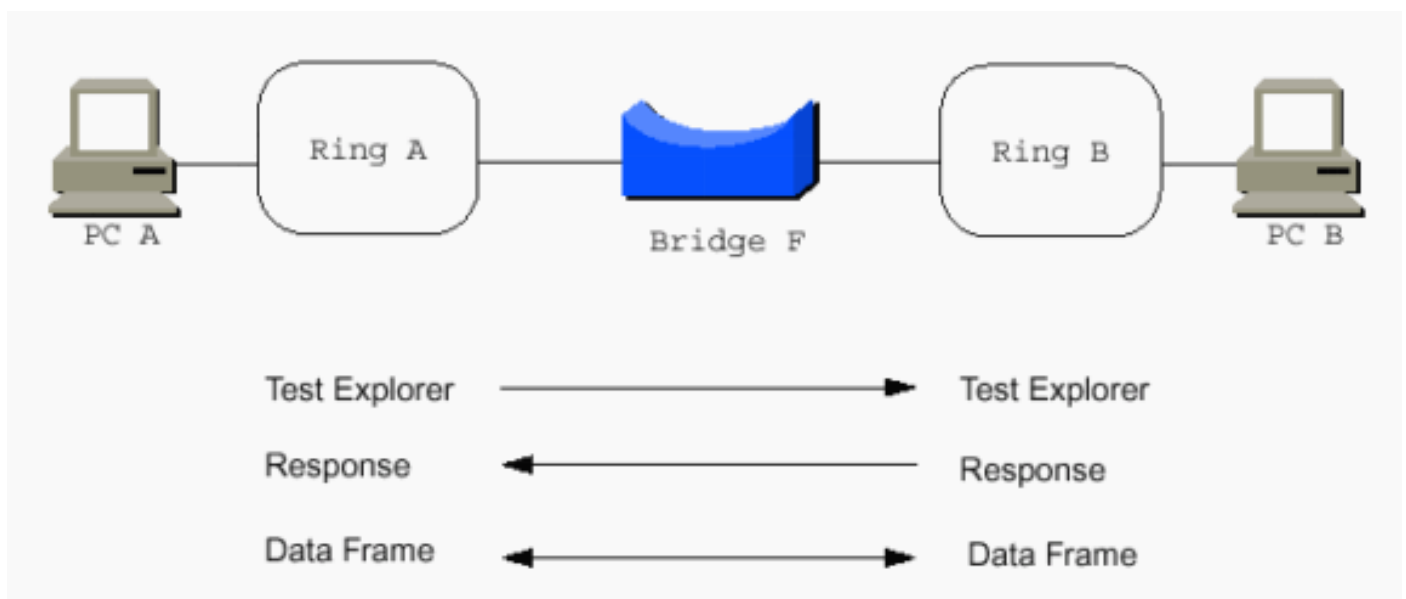 Ring A
Ring B
PC A
Bridge F
PC B
Test Explorer
Test Explorer
Response
Response
Data Frame
Data Frame